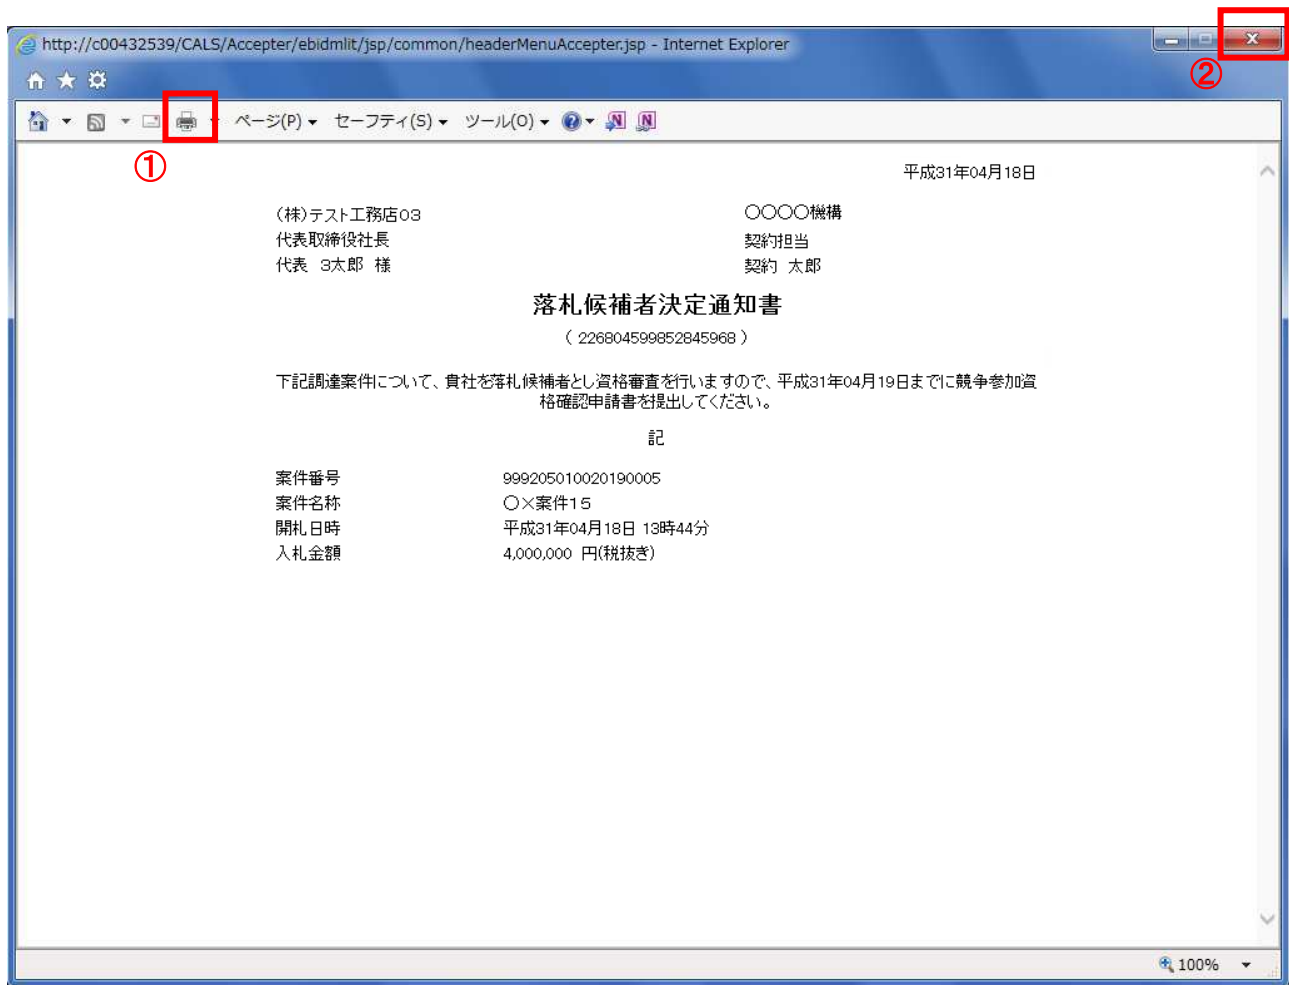 http://c00432539/CALS/Accepter/ebidmlit/jsp/common/headerMenuAccepter.jsp - Internet Explorer
②
ページ(P) セーフティ(S) ツール(O)
①
平成31年04月18日
(株)テスト工務店03
○○○○機構
代表取締役社長
契約担当
代表 3太郎 様
契約 太郎
落札候補者決定通知書
( 226804599852845968 )
下記調達案件について、貴社を落札候補者とし資格審査を行いますので、平成31年04月19日までに競争参加資
格確認申請書を提出してください。
記
案件番号 999205010020190005
案件名称 ○×案件15
開札日時 平成31年04月18日 13時44分
入札金額 4,000,000 円(税抜き)
100%